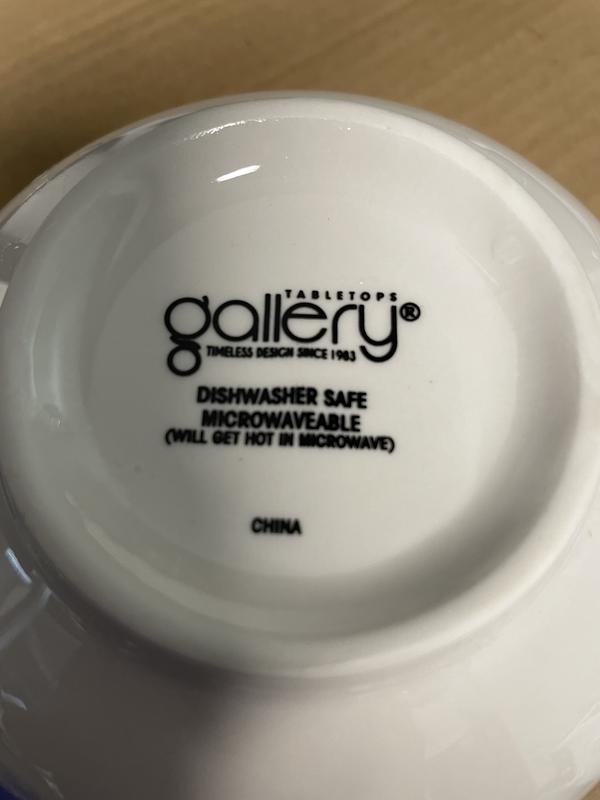 TABLETOPS
gallery®
TIMELESS DESIGN SINCE 1983
DISHWASHER SAFE
MICROWAVEABLE
(WILL GET HOT IN MICROWAVE)
CHINA